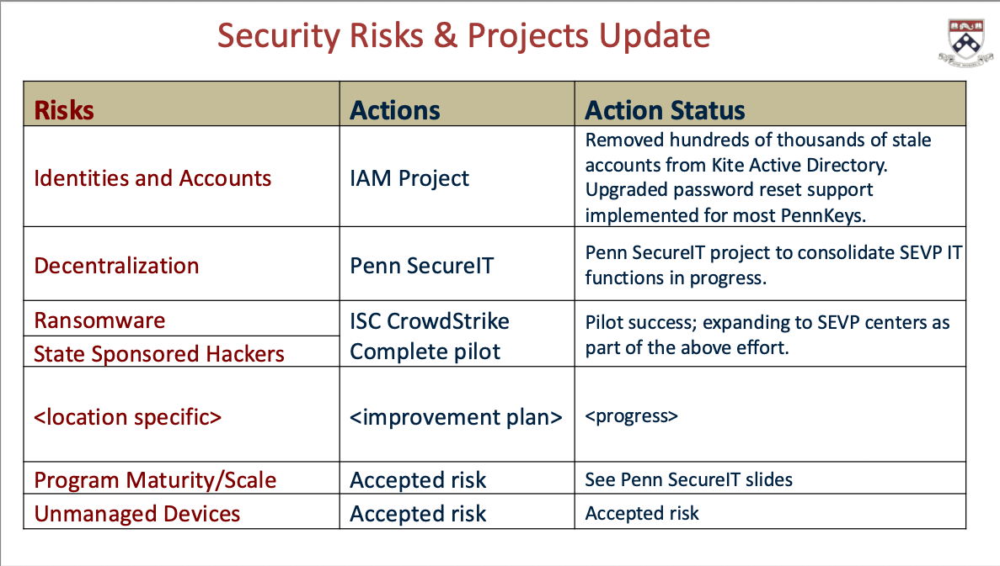 Security Risks & Projects Update
Risks
Actions
Action Status
Identities and Accounts
IAM Project
Removed hundreds of thousands of stale
accounts from Kite Active Directory.
Upgraded password reset support
implemented for most PennKeys.
Decentralization
Penn SecureIT
Penn SecureIT project to consolidate SEVP IT
functions in progress.
Ransomware
State Sponsored Hackers
ISC CrowdStrike
Complete pilot
Pilot success; expanding to SEVP centers as
part of the above effort.
<location specific>
<improvement plan>
<progress>
Program Maturity/Scale
Accepted risk
See Penn SecureIT slides
Unmanaged Devices
Accepted risk
Accepted risk